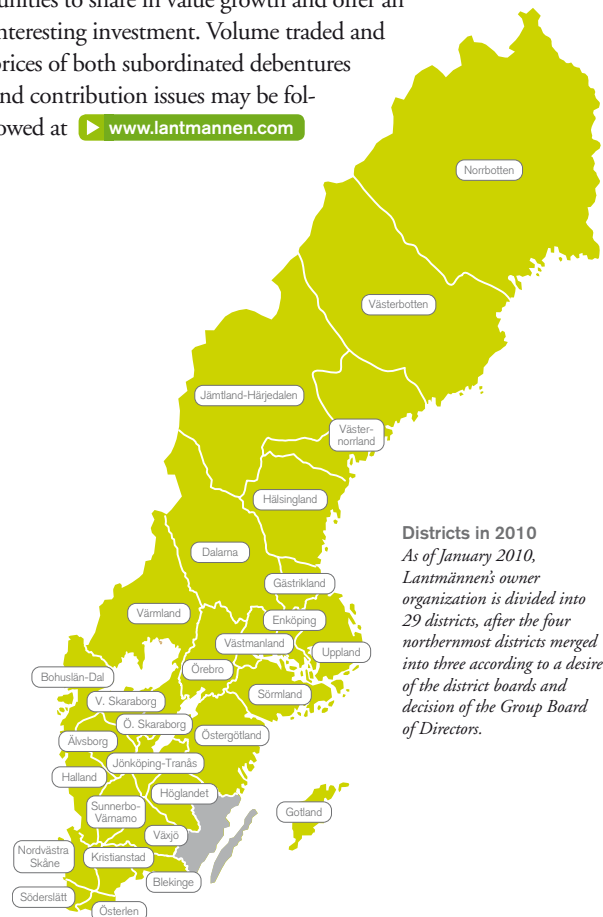 unities to share in value growth and offer an
nteresting investment. Volume traded and
prices of both subordinated debentures
nd contribution issues may be fol-
owed at www.lantmannen.com
Norrbotten
Västerbotten
Jämtland-Härjedalen
Väster-
norrland
Hälsingland
Districts in 2010
As of January 2010,
Lantmännen's owner
organization is divided into
29 districts, after the four
northernmost districts merged
into three according to a desire
of the district boards and
decision of the Group Board
of Directors.
Dalarna
Gästrikland
Värmland
Enköping
Västmanland
Uppland
Örebro
Bohuslän-Dal
Sörmland
V. Skaraborg
Ö. Skaraborg
Östergötland
Älvsborg
Jönköping-Tranås
Halland
Höglandet
Sunnerbo-
Värnamo
Gotland
Växjö
Nordvästra
Skåne
Kristianstad
Blekinge
Söderslätt
Österlen